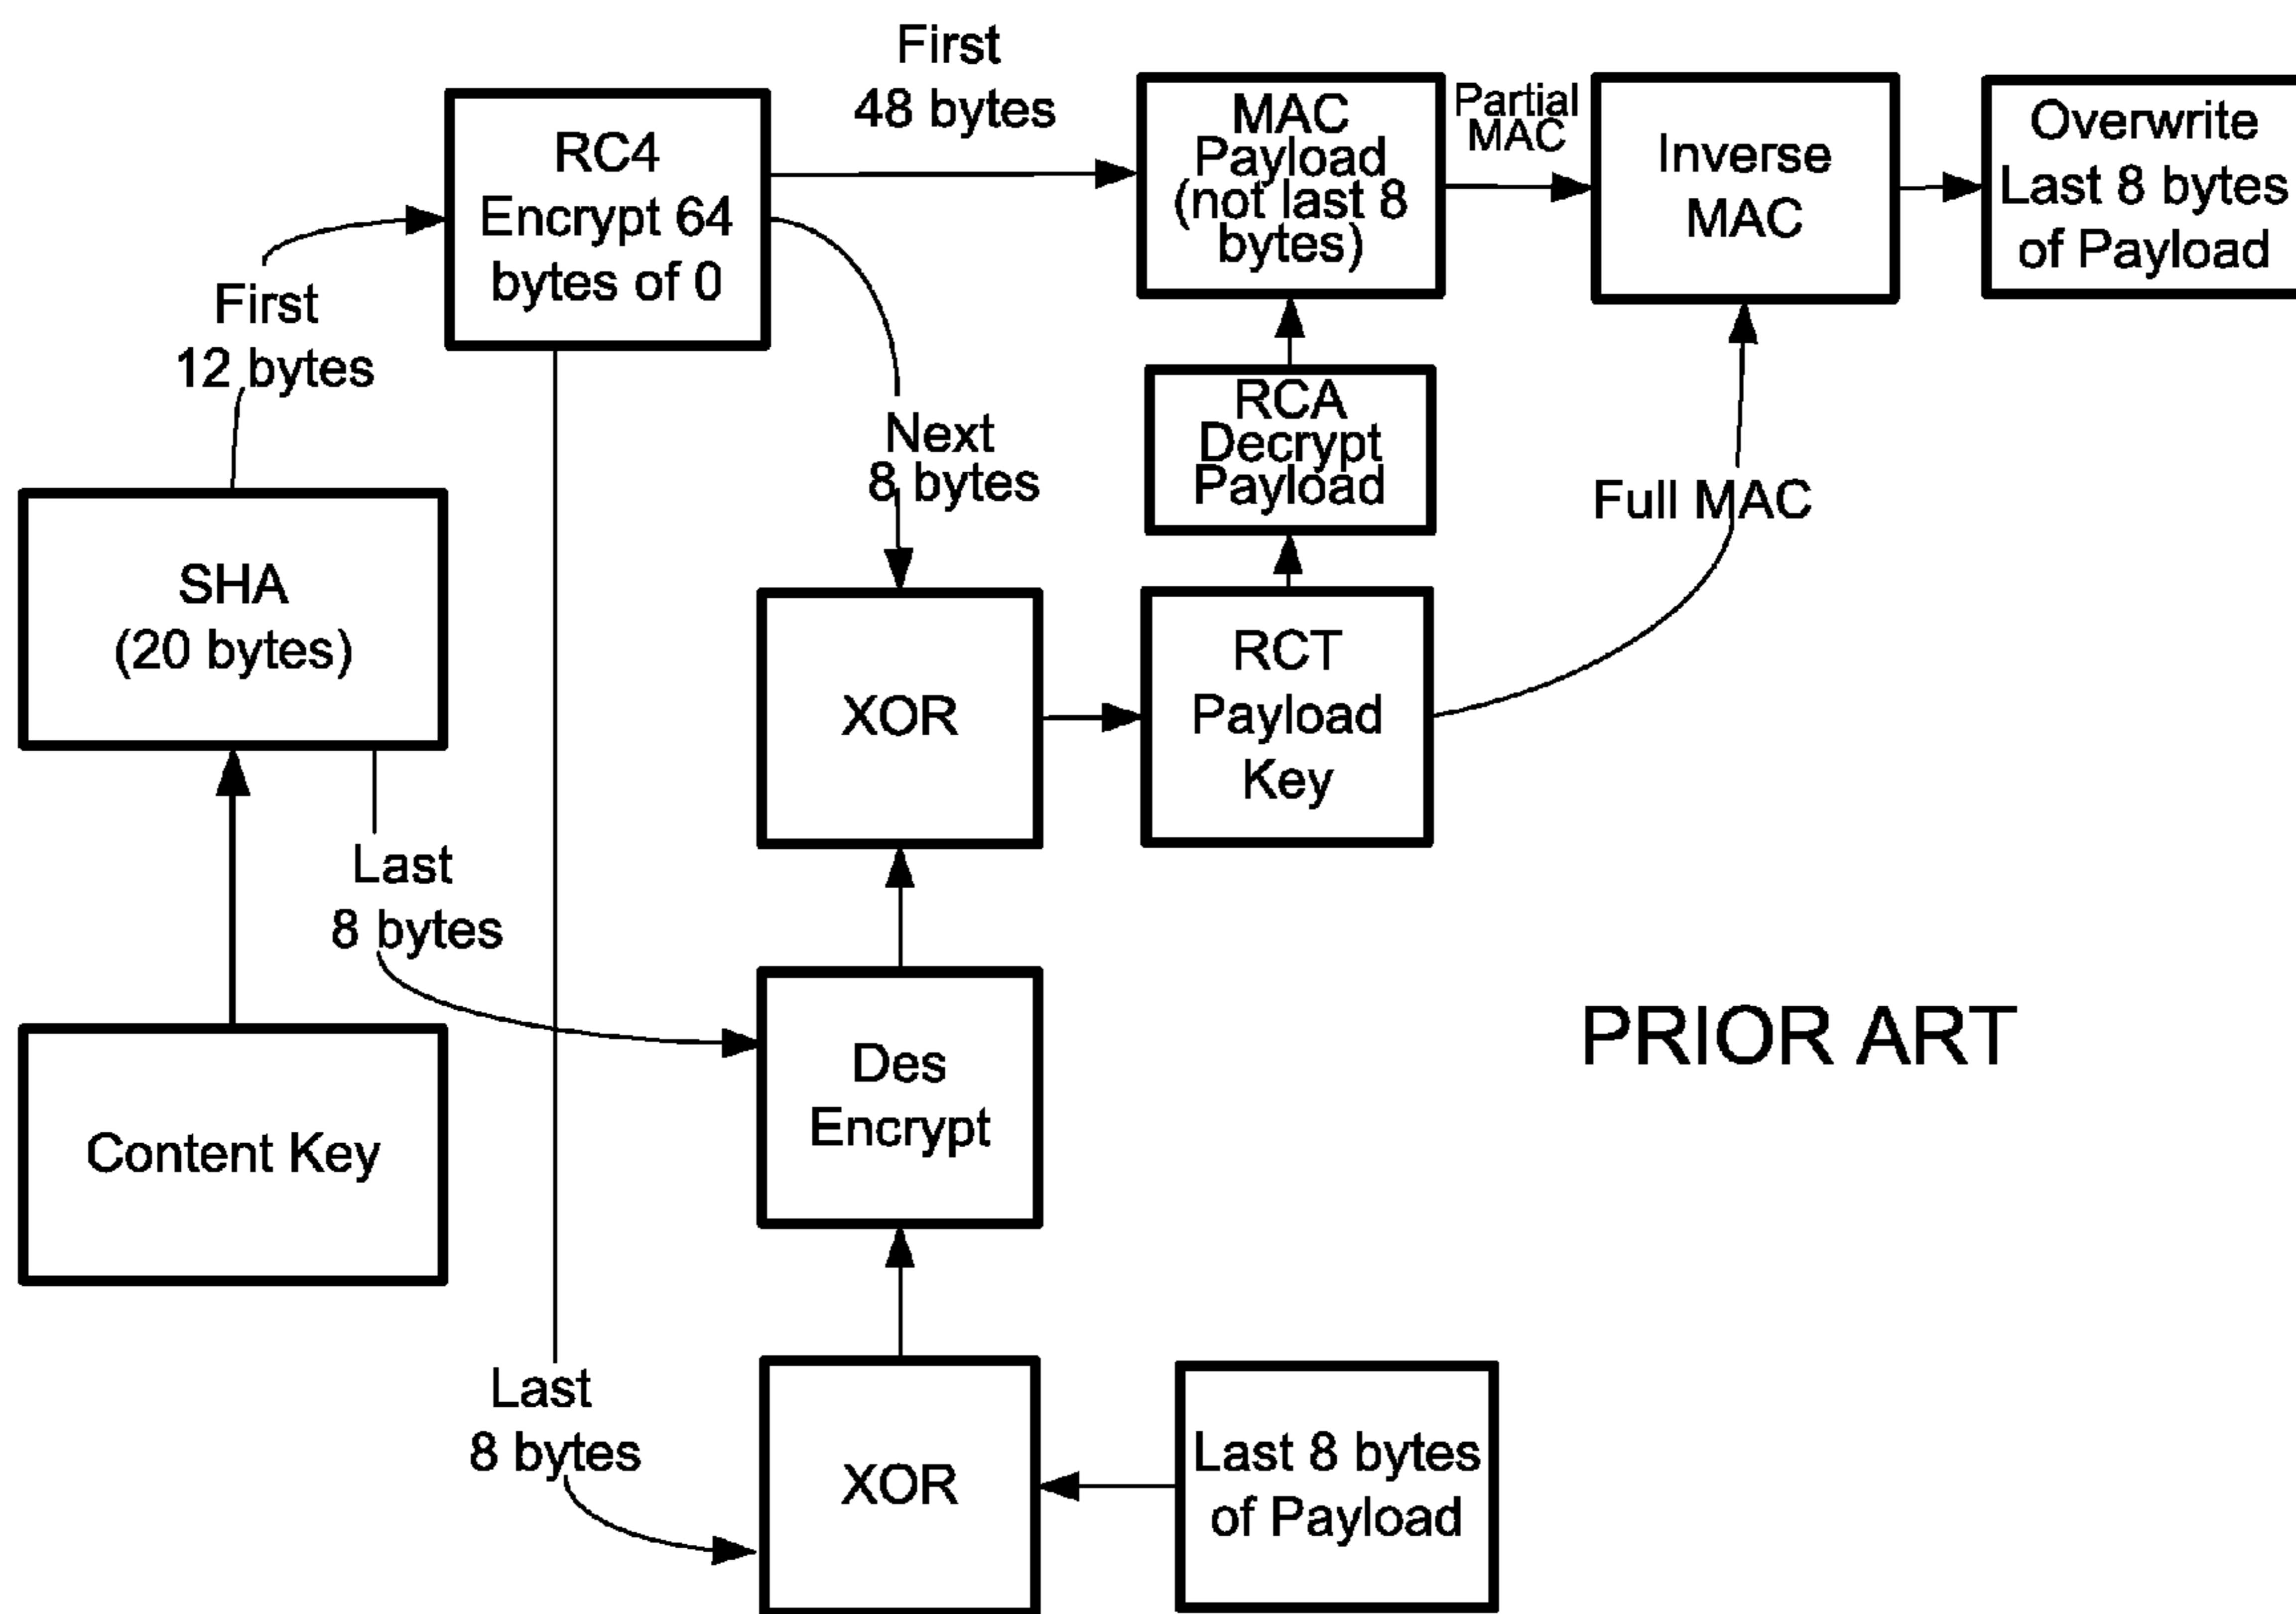 First
48 bytes
RC4
Encrypt 64
bytes of 0
MAC
Payload
(not last 8
bytes)
Partial
MAC
Inverse
MAC
Overwrite
Last 8 bytes
of Payload
First
12 bytes
Next
8 bytes
RCA
Decrypt
Payload
Full MAC
SHA
(20 bytes)
XOR
RCT
Payload
Key
Last
8 bytes
Content Key
Des
Encrypt
PRIOR ART
Last
8 bytes
XOR
Last 8 bytes
of Payload